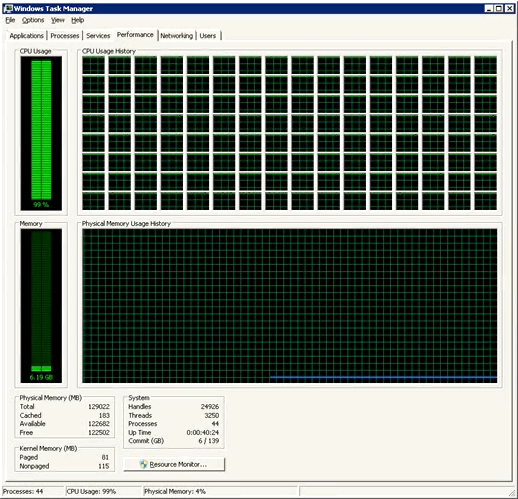 Windows Task Manager
File Options View Help
Applications Processes Services Performance Networking Users
CPU Usage CPU Usage History
99 %
Memory Physical Memory Usage History
6.19 GB
Physical Memory (MB) System
Total 129022 Handles 24926
Cached 183 Threads 3250
Available 122682 Processes 44
Free 122502 Up Time 0:00:40:24
Commit (GB) 6 / 139
Kernel Memory (MB)
Paged 81
Nonpaged 115 Resource Monitor...
Processes: 44 CPU Usage: 99% Physical Memory: 4%